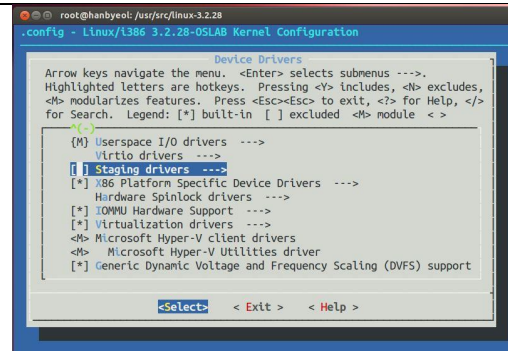 root@hanbyeol: /usr/src/linux-3.2.28
.config - Linux/i386 3.2.28-OSLAB Kernel Configuration
Device Drivers
Arrow keys navigate the menu. <Enter> selects submenus --->.
Highlighted letters are hotkeys. Pressing <Y> includes, <N> excludes,
<M> modularizes features. Press <Esc><Esc> to exit, <?> for Help, </>
for Search. Legend: [*] built-in [ ] excluded <M> module < >
^(-)
{M} Userspace I/O drivers --->
Virtio drivers --->
[ ] Staging drivers --->
[*] X86 Platform Specific Device Drivers --->
Hardware Spinlock drivers --->
[*] IOMMU Hardware Support --->
[*] Virtualization drivers --->
<M> Microsoft Hyper-V client drivers
<M> Microsoft Hyper-V Utilities driver
[*] Generic Dynamic Voltage and Frequency Scaling (DVFS) support
<Select> < Exit > < Help >